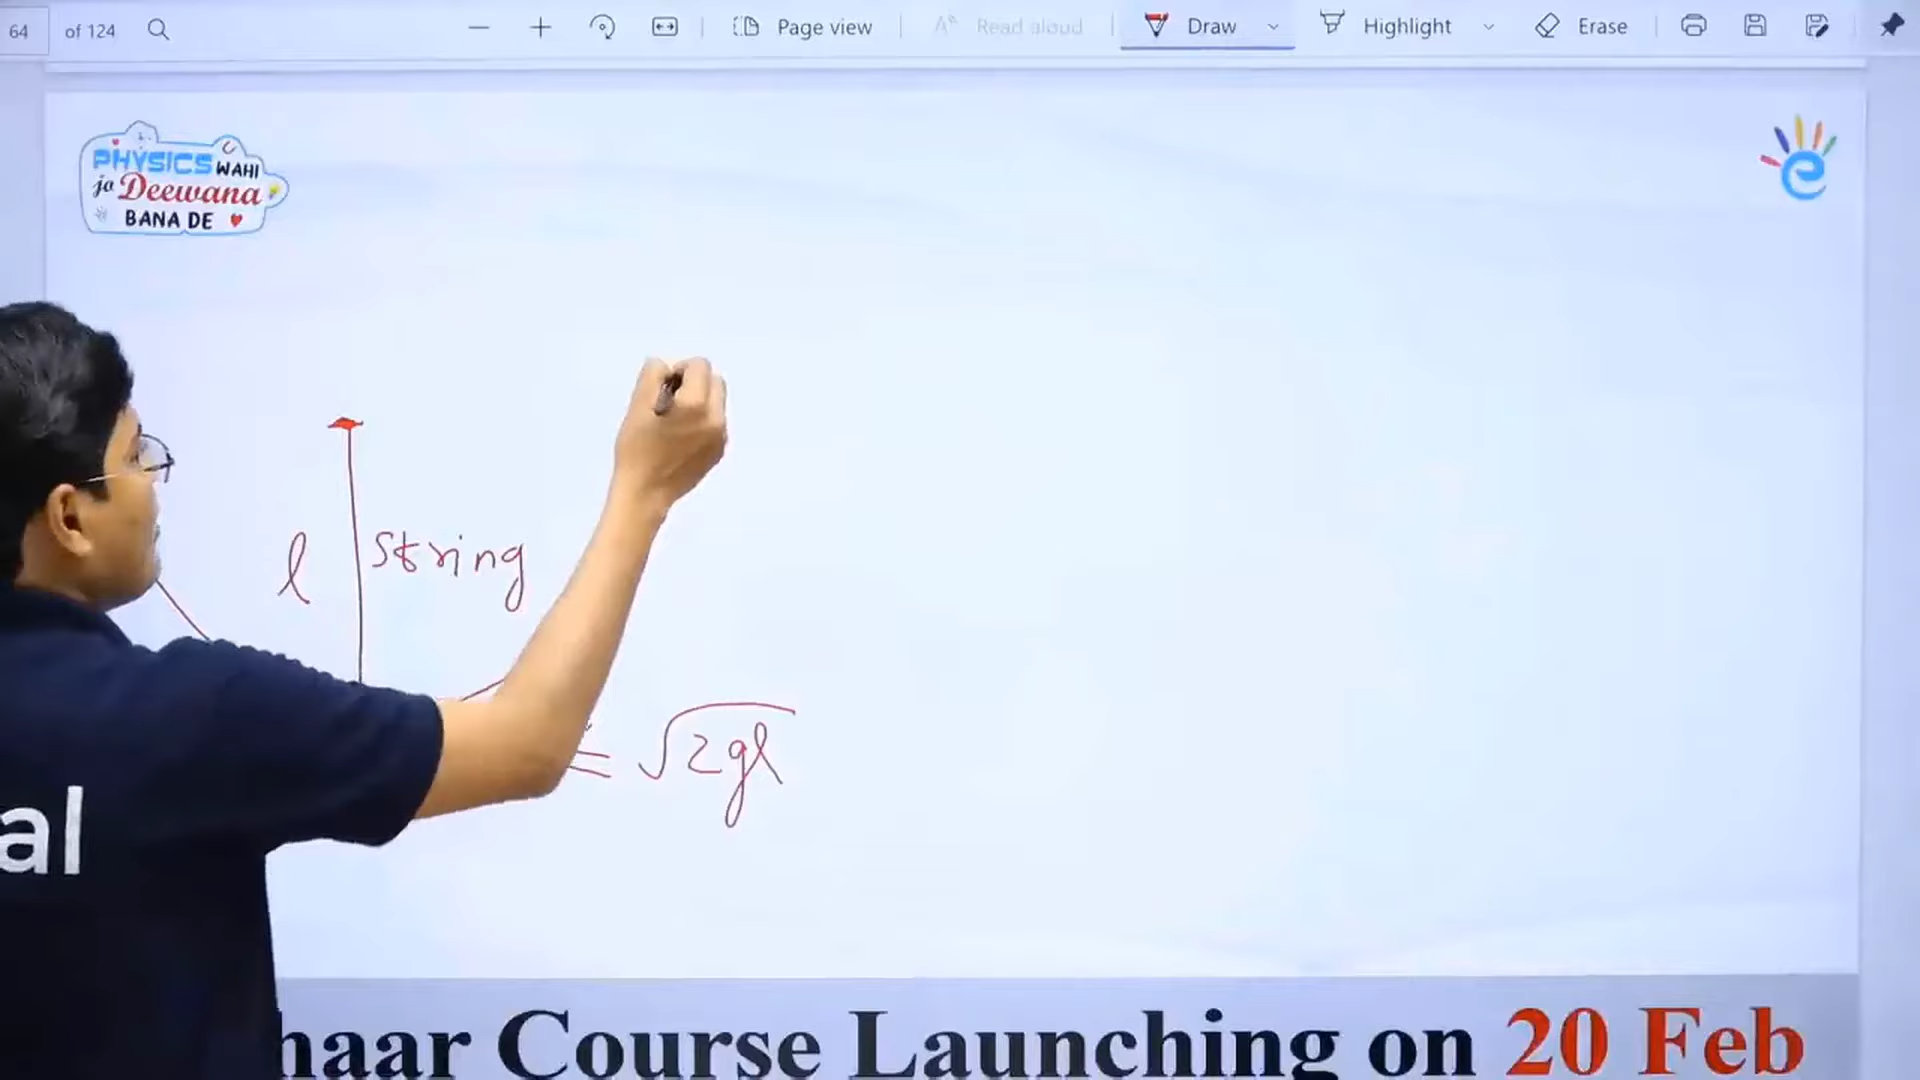 64 of 124 Page view Read aloud Draw Highlight Erase
PHYSICS WAHI
jo Deewana
BANA DE
e
l string
= √2gl
al
haar Course Launching on 20 Feb